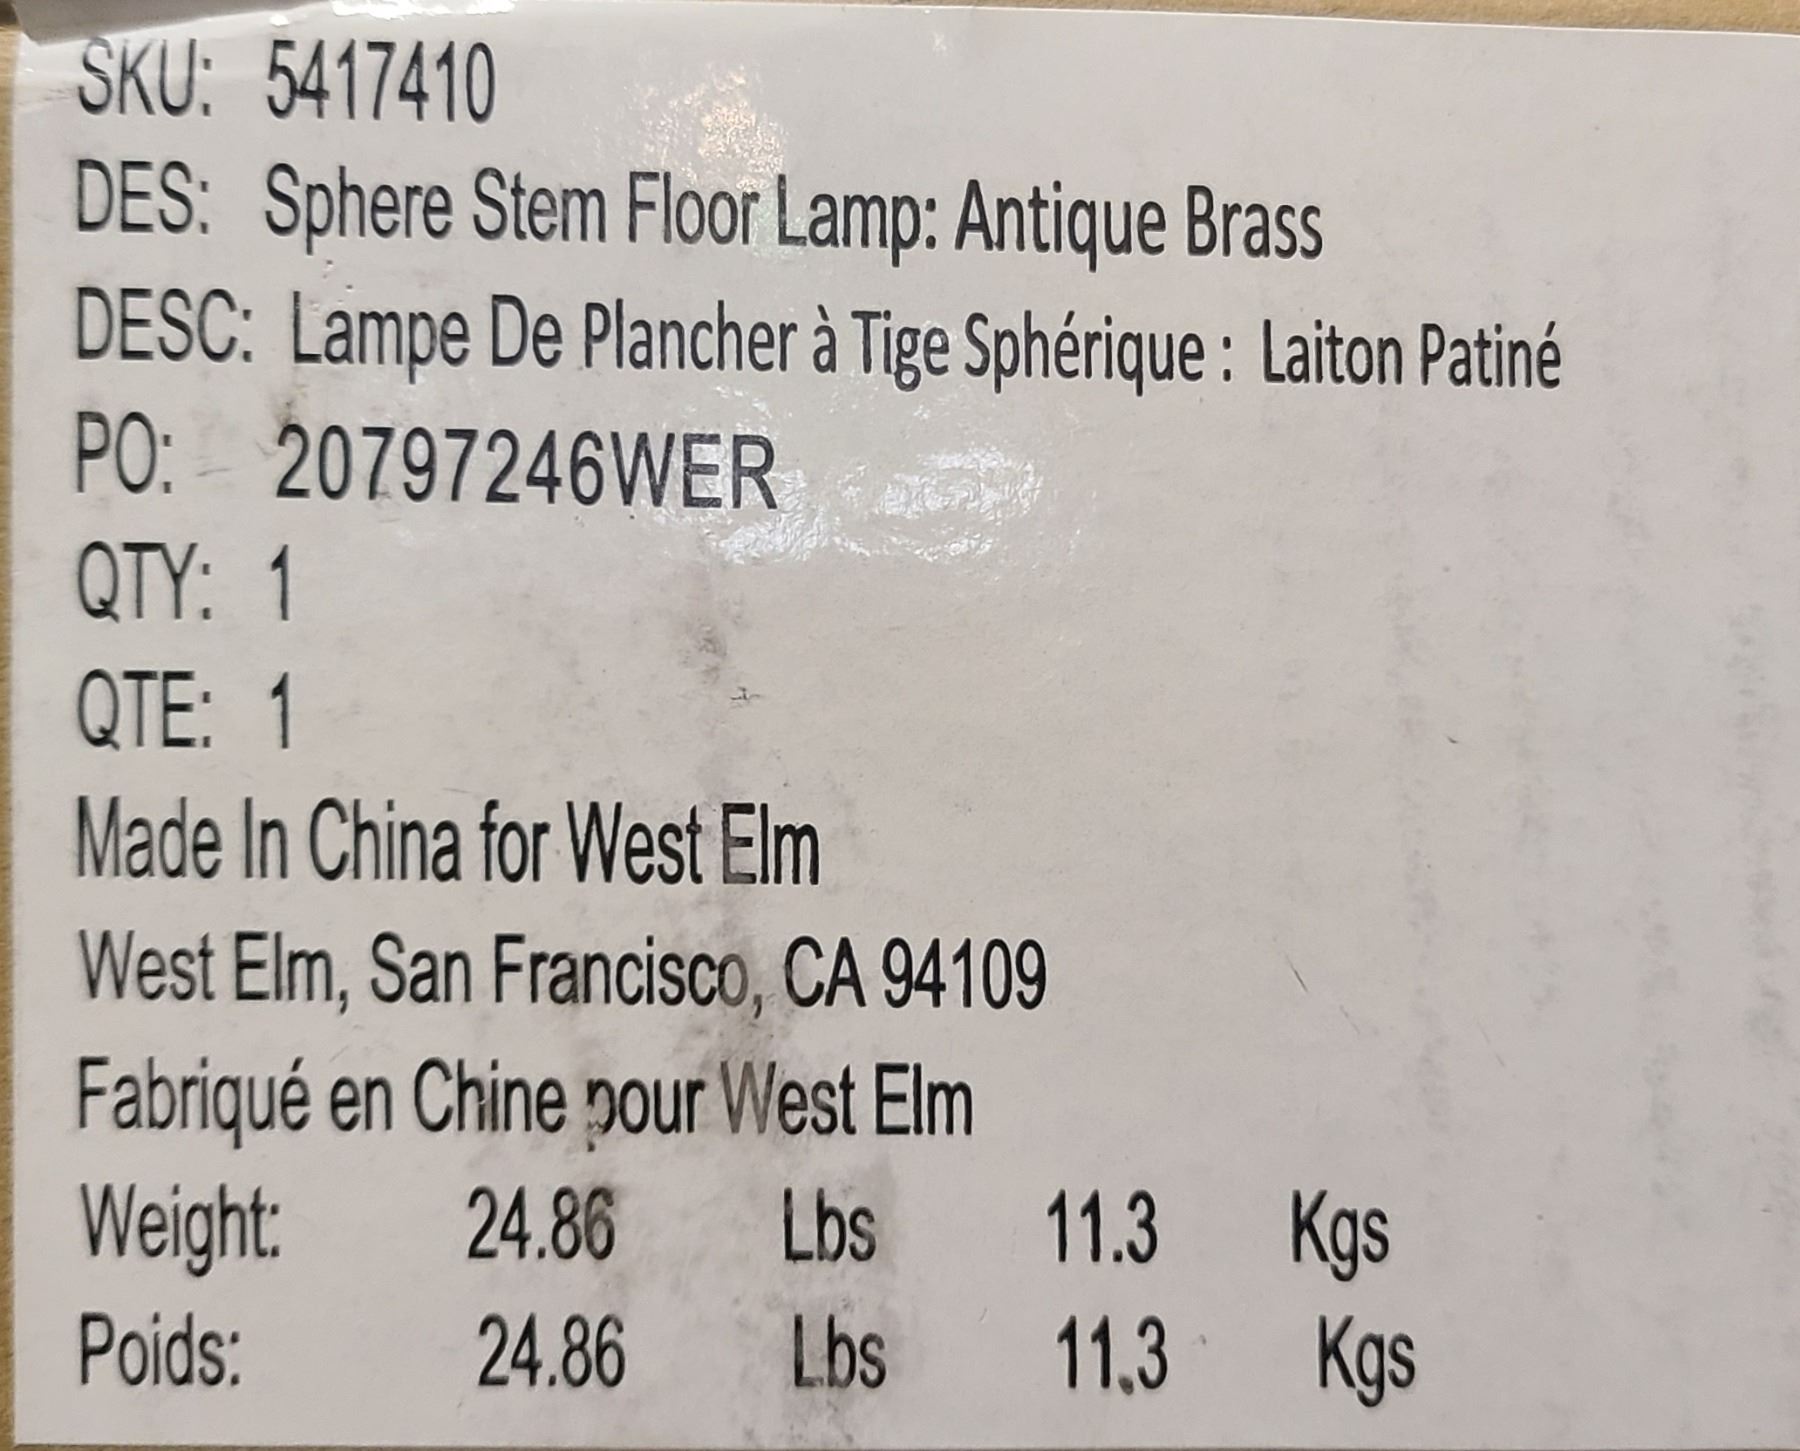 SKU: 5417410
DES: Sphere Stem Floor Lamp: Antique Brass
DESC: Lampe De Plancher à Tige Sphérique : Laiton Patiné
PO: 20797246WER
QTY: 1
QTE: 1
Made In China for West Elm
West Elm, San Francisco, CA 94109
Fabriqué en Chine pour West Elm
Weight: 24.86 Lbs 11.3 Kgs
Poids: 24.86 Lbs 11.3 Kgs